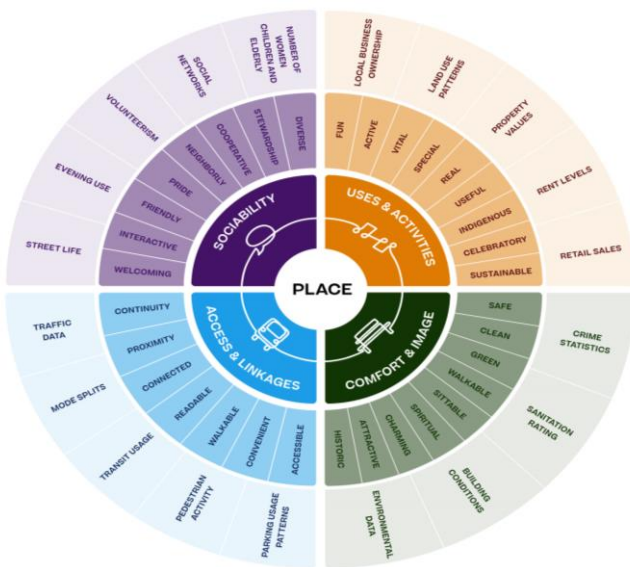 PLACE
SOCIABILITY
DIVERSE
STEWARDSHIP
COOPERATIVE
NEIGHBORLY
PRIDE
FRIENDLY
INTERACTIVE
WELCOMING
NUMBER OF
WOMEN
CHILDREN AND
ELDERLY
SOCIAL
NETWORKS
VOLUNTEERISM
EVENING USE
STREET LIFE
USES & ACTIVITIES
FUN
ACTIVE
VITAL
SPECIAL
REAL
USEFUL
INDIGENOUS
CELEBRATORY
SUSTAINABLE
LOCAL BUSINESS
OWNERSHIP
LAND USE
PATTERNS
PROPERTY
VALUES
RENT LEVELS
RETAIL SALES
ACCESS & LINKAGES
CONTINUITY
PROXIMITY
CONNECTED
READABLE
WALKABLE
CONVENIENT
ACCESSIBLE
TRAFFIC
DATA
MODE SPLITS
TRANSIT USAGE
PEDESTRIAN
ACTIVITY
PARKING USAGE
PATTERNS
COMFORT & IMAGE
SAFE
CLEAN
GREEN
WALKABLE
SITTABLE
SPIRITUAL
CHARMING
ATTRACTIVE
HISTORIC
CRIME
STATISTICS
SANITATION
RATING
BUILDING
CONDITIONS
ENVIRONMENTAL
DATA